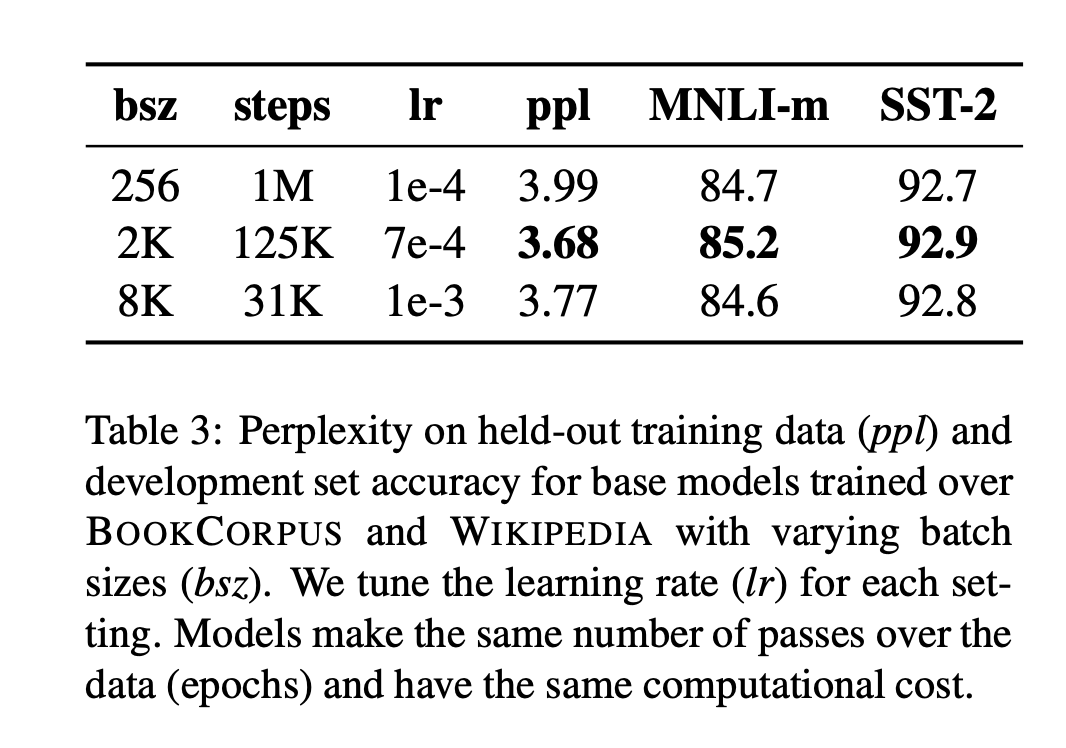 bsz steps lr ppl MNLI-m SST-2
256 1M 1e-4 3.99 84.7 92.7
2K 125K 7e-4 3.68 85.2 92.9
8K 31K 1e-3 3.77 84.6 92.8
Table 3: Perplexity on held-out training data (ppl) and
development set accuracy for base models trained over
BOOKCORPUS and WIKIPEDIA with varying batch
sizes (bsz). We tune the learning rate (lr) for each set-
ting. Models make the same number of passes over the
data (epochs) and have the same computational cost.